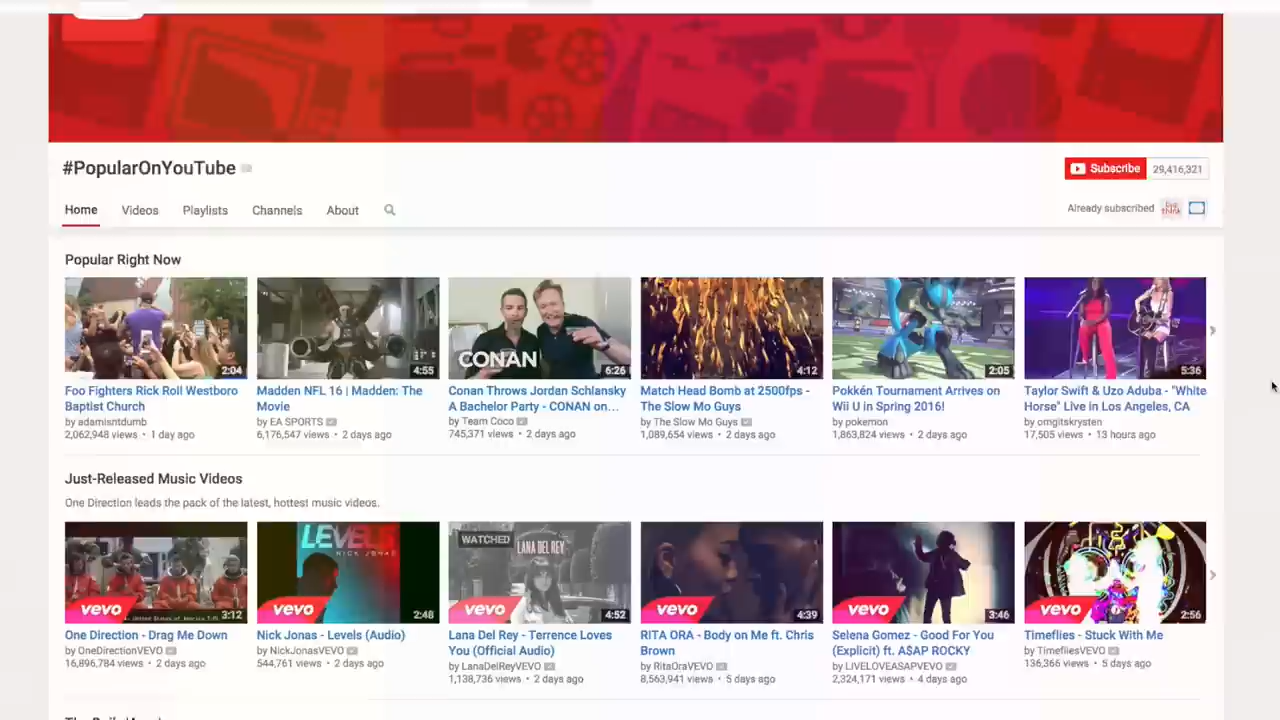 #PopularOnYouTube
Subscribe 29,416,321
Home Videos Playlists Channels About
Already subscribed
Popular Right Now
2:04
4:55
CONAN
6:26
4:12
2:05
5:36
Foo Fighters Rick Roll Westboro
Baptist Church
by adamisntdumb
2,062,948 views • 1 day ago
Madden NFL 16 | Madden: The
Movie
by EA SPORTS
6,176,547 views • 2 days ago
Conan Throws Jordan Schlansky
A Bachelor Party - CONAN on...
by Team Coco
745,371 views • 2 days ago
Match Head Bomb at 2500fps -
The Slow Mo Guys
by The Slow Mo Guys
1,089,654 views • 2 days ago
Pokkén Tournament Arrives on
Wii U in Spring 2016!
by pokemon
1,863,824 views • 2 days ago
Taylor Swift & Uzo Aduba - "White
Horse" Live in Los Angeles, CA
by omgitskrysten
17,505 views • 13 hours ago
Just-Released Music Videos
One Direction leads the pack of the latest, hottest music videos.
vevo
3:12
LEVELS
NICK JONAS
vevo
2:48
WATCHED
LANA DEL REY
vevo
4:52
vevo
4:39
vevo
3:46
vevo
2:56
One Direction - Drag Me Down
by OneDirectionVEVO
16,896,784 views • 2 days ago
Nick Jonas - Levels (Audio)
by NickJonasVEVO
544,761 views • 2 days ago
Lana Del Rey - Terrence Loves
You (Official Audio)
by LanaDelReyVEVO
1,138,736 views • 2 days ago
RITA ORA - Body on Me ft. Chris
Brown
by RitaOraVEVO
8,563,941 views • 5 days ago
Selena Gomez - Good For You
(Explicit) ft. A$AP ROCKY
by LIVELOVEASAPVEVO
2,324,171 views • 4 days ago
Timeflies - Stuck With Me
by TimefliesVEVO
136,366 views • 5 days ago